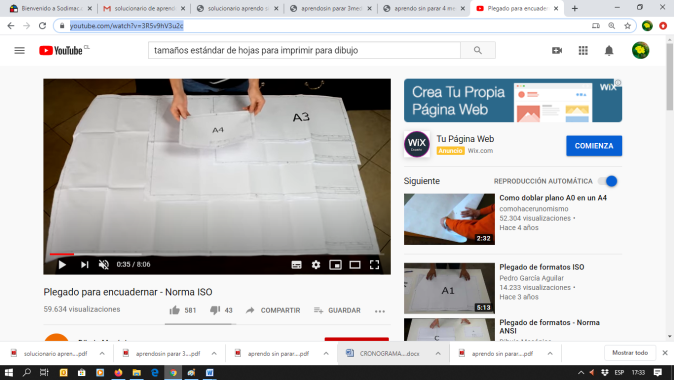 Bienvenido a Sodimac
solucionario de aprend
solucionario aprendo s
aprendosin parar 3med
aprendo sin parar 4 me
Plegado para encuader
youtube.com/watch?v=3R5v9hV3u2c
YouTube CL
tamaños estándar de hojas para imprimir para dibujo
A4
A3
0:35 / 8:06
Plegado para encuadernar - Norma ISO
59.634 visualizaciones
581
43
COMPARTIR
GUARDAR
Crea Tu Propia
Página Web
WiX
WiX
Tu Página Web
Anuncio Wix.com
COMIENZA
Siguiente
REPRODUCCIÓN AUTOMÁTICA
2:32
Como doblar plano A0 en un A4
comohacerunomismo
52.304 visualizaciones •
Hace 4 años
A1
5:13
Plegado de formatos ISO
Pedro García Aguilar
14.233 visualizaciones •
Hace 3 años
Plegado de formatos - Norma
ANSI
solucionario apren....pdf
aprendosin parar 3....pdf
aprendo sin parar....pdf
CRONOGRAMA....docx
aprendo sin parar....pdf
Mostrar todo
ESP
17:33